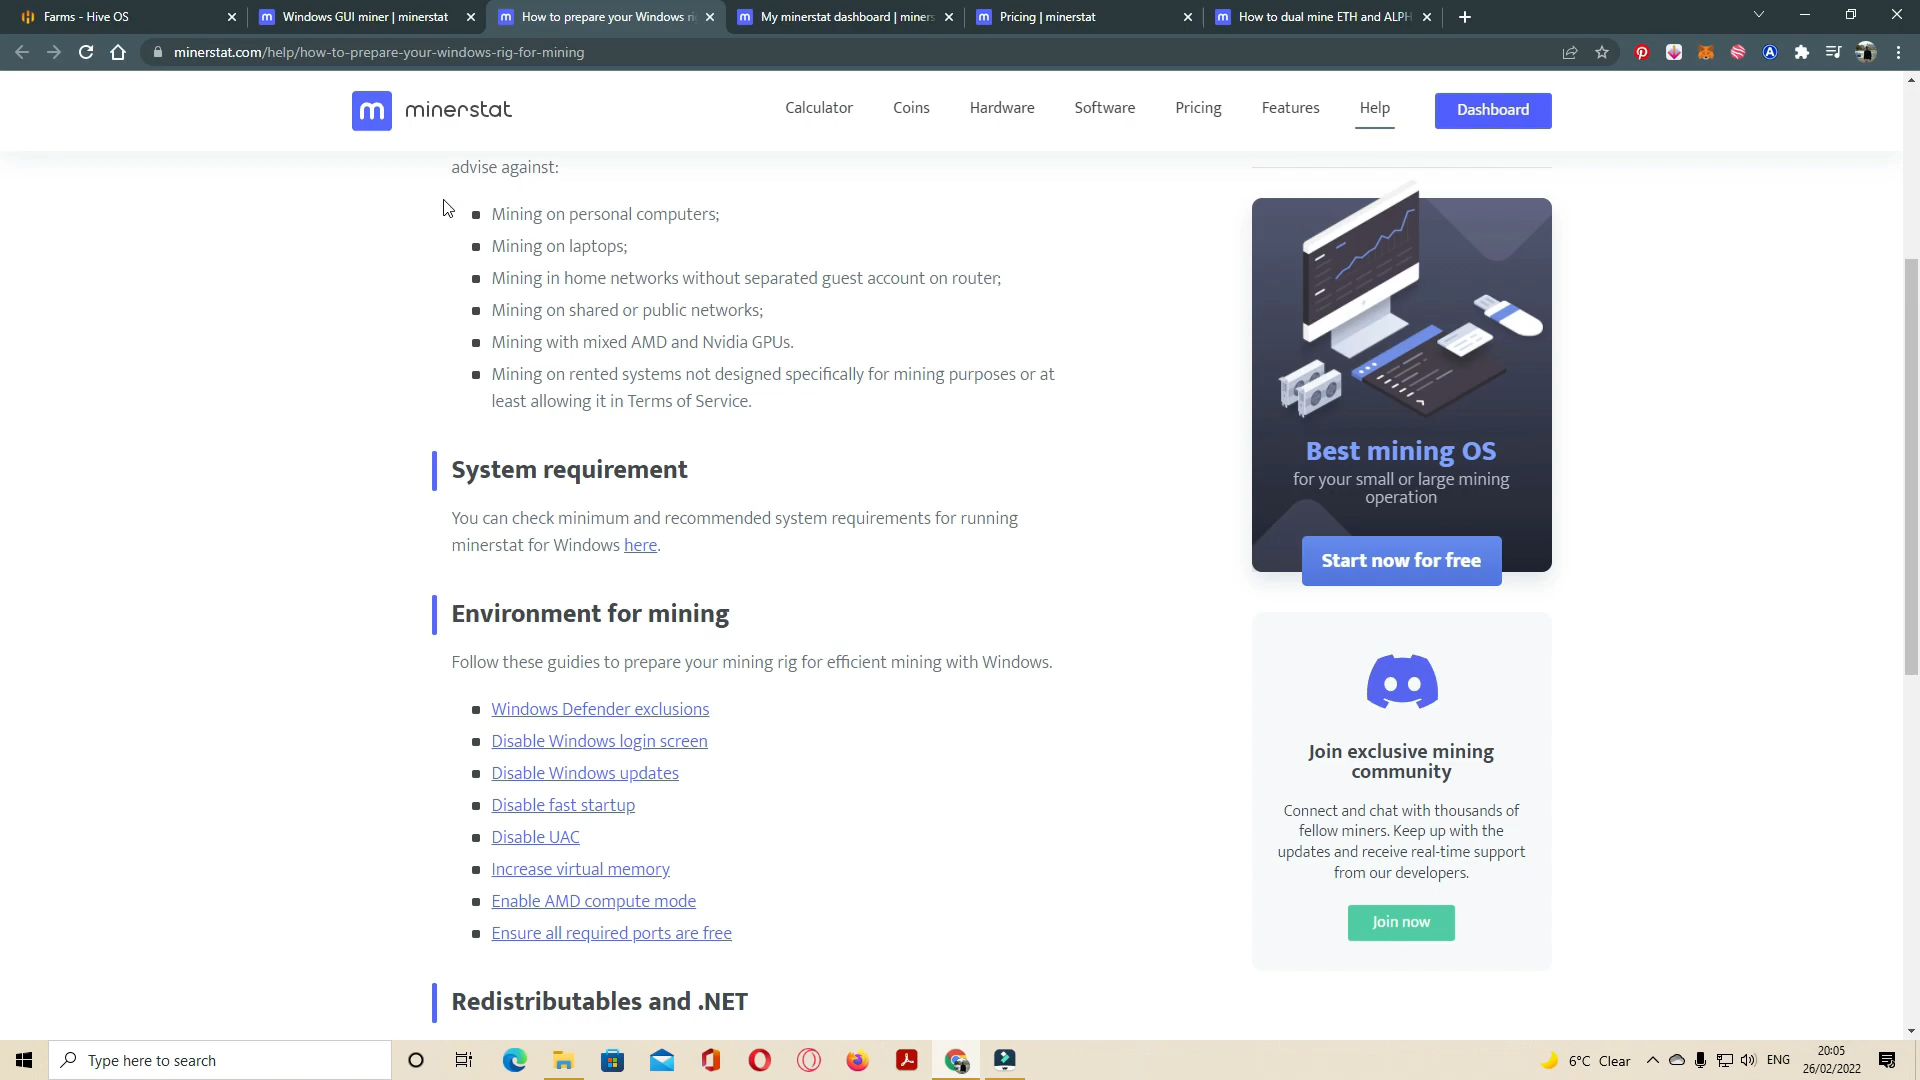 Farms - Hive OS
Windows GUI miner | minerstat
How to prepare your Windows ri
My minerstat dashboard | miners
Pricing | minerstat
How to dual mine ETH and ALPH
minerstat.com/help/how-to-prepare-your-windows-rig-for-mining
m minerstat
Calculator
Coins
Hardware
Software
Pricing
Features
Help
Dashboard
advise against:
Mining on personal computers;
Mining on laptops;
Mining in home networks without separated guest account on router;
Mining on shared or public networks;
Mining with mixed AMD and Nvidia GPUs.
Mining on rented systems not designed specifically for mining purposes or at
least allowing it in Terms of Service.
System requirement
You can check minimum and recommended system requirements for running
minerstat for Windows here.
Environment for mining
Follow these guidies to prepare your mining rig for efficient mining with Windows.
Windows Defender exclusions
Disable Windows login screen
Disable Windows updates
Disable fast startup
Disable UAC
Increase virtual memory
Enable AMD compute mode
Ensure all required ports are free
Redistributables and .NET
Best mining OS
for your small or large mining
operation
Start now for free
Join exclusive mining
community
Connect and chat with thousands of
fellow miners. Keep up with the
updates and receive real-time support
from our developers.
Join now
Type here to search
6°C Clear
ENG
20:05
26/02/2022